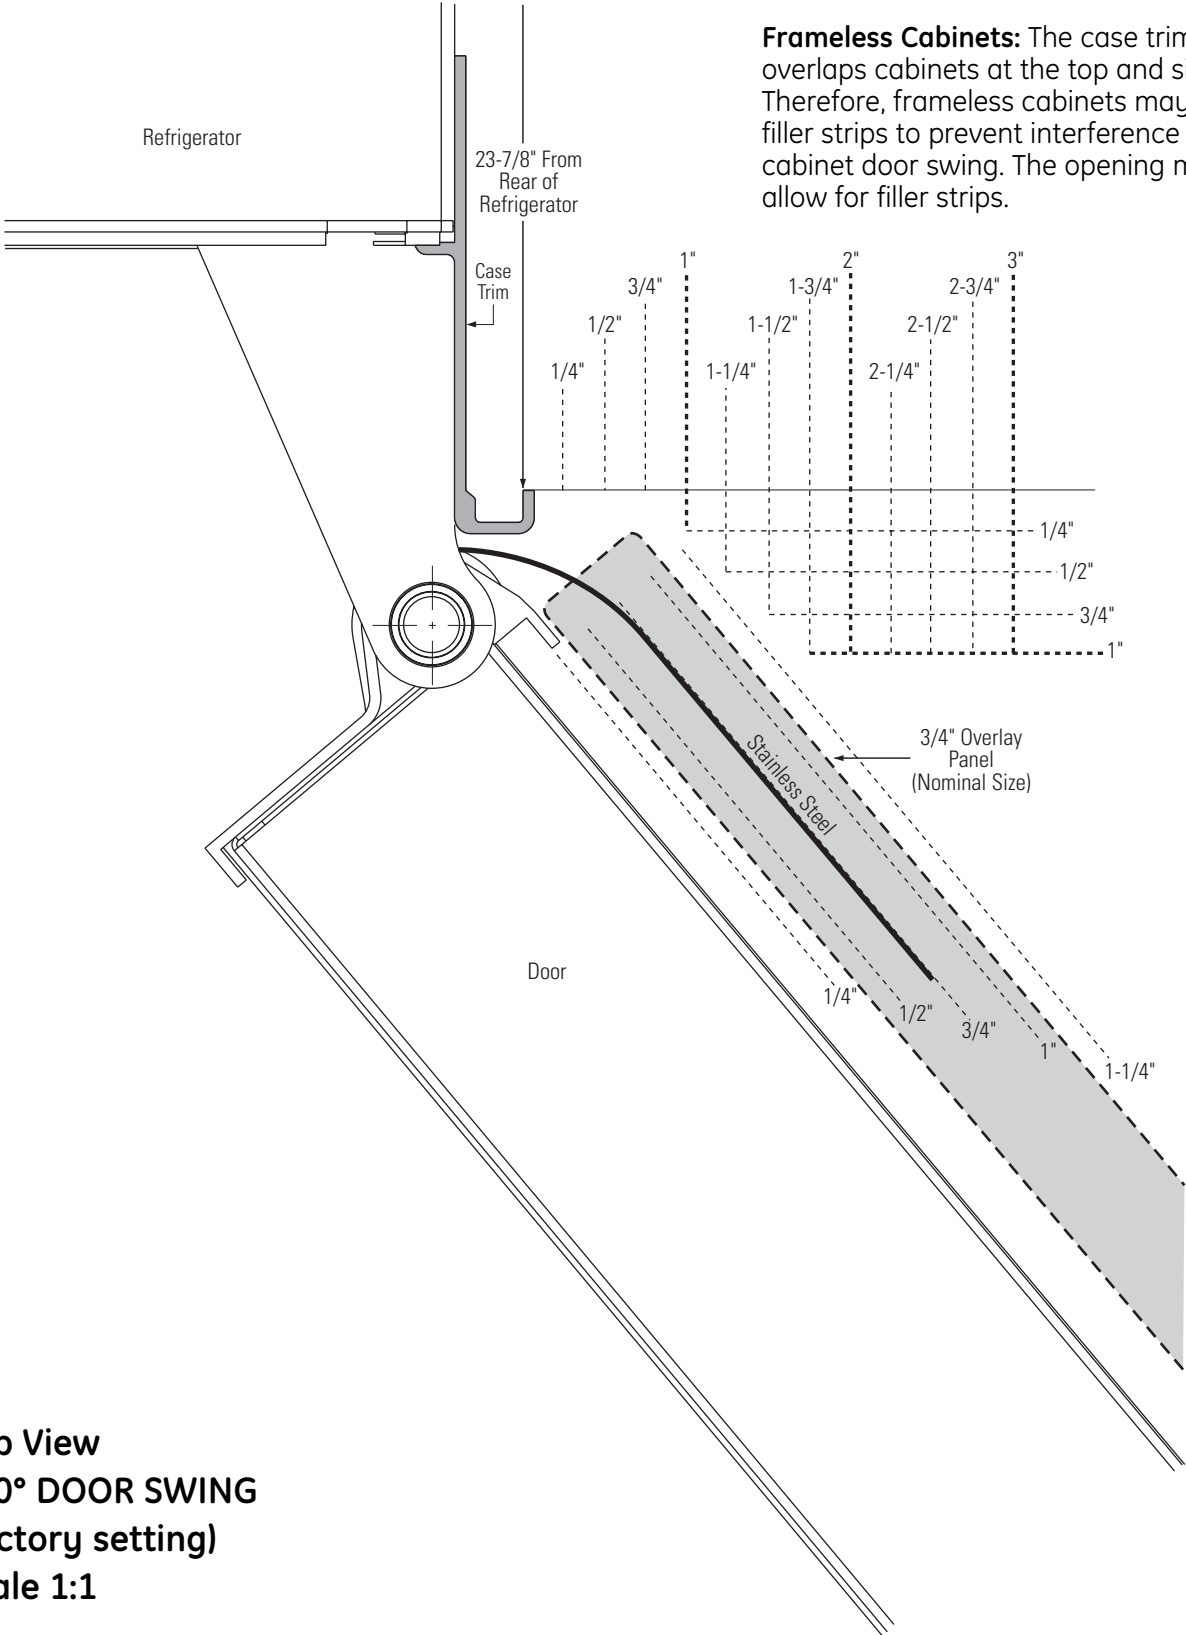 Frameless Cabinets: The case trim
overlaps cabinets at the top and
Therefore, frameless cabinets may
filler strips to prevent interference
cabinet door swing. The opening
allow for filler strips.
Refrigerator
23-7/8" From
Rear of
Refrigerator
Case
Trim
1/4"
1/2"
3/4"
1"
1-1/4"
1-1/2"
1-3/4"
2"
2-1/4"
2-1/2"
2-3/4"
3"
1/4"
1/2"
3/4"
1"
3/4" Overlay
Panel
(Nominal Size)
Stainless Steel
Door
1/4"
1/2"
3/4"
1"
1-1/4"
View
0° DOOR SWING
ctory setting)
ale 1:1